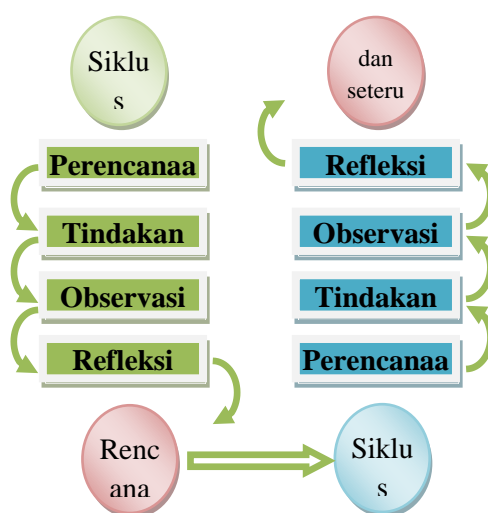 Siklu
s
Perencanaa
Tindakan
Observasi
Refleksi
Renc
ana
Siklu
s
Perencanaa
Tindakan
Observasi
Refleksi
dan
seteru